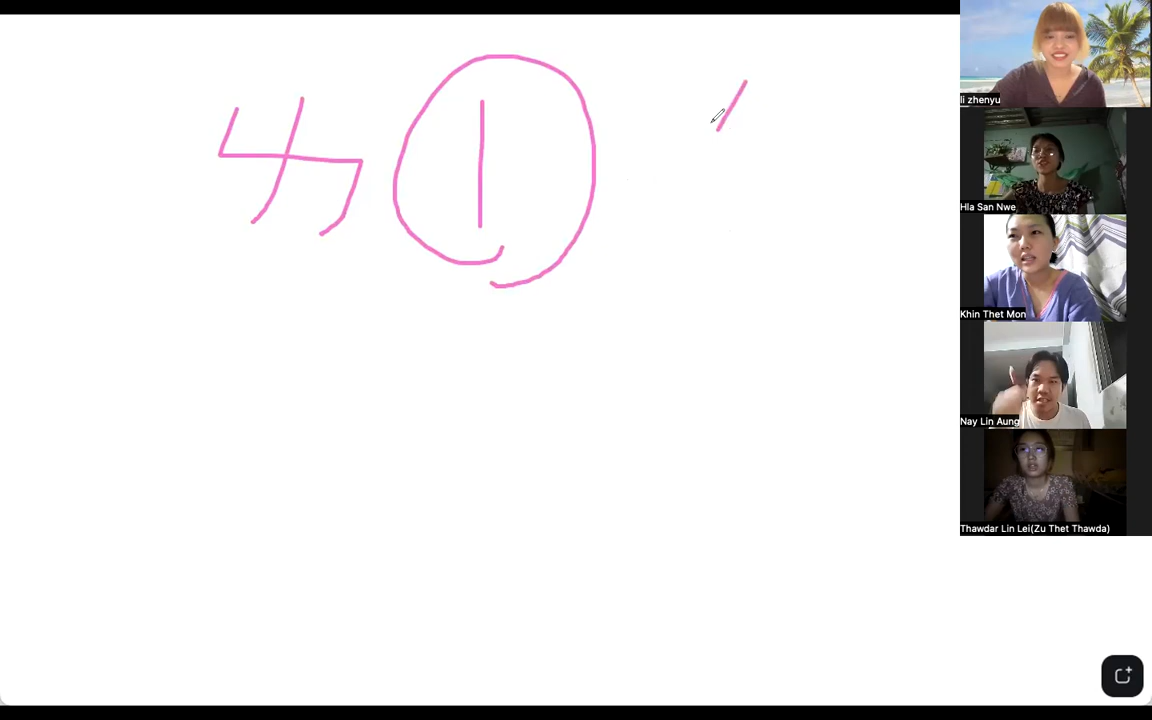 li zhenyu
Hla San Nwe
Khin Thet Mon
Nay Lin Aung
Thawdar Lin Lei(Zu Thet Thawda)